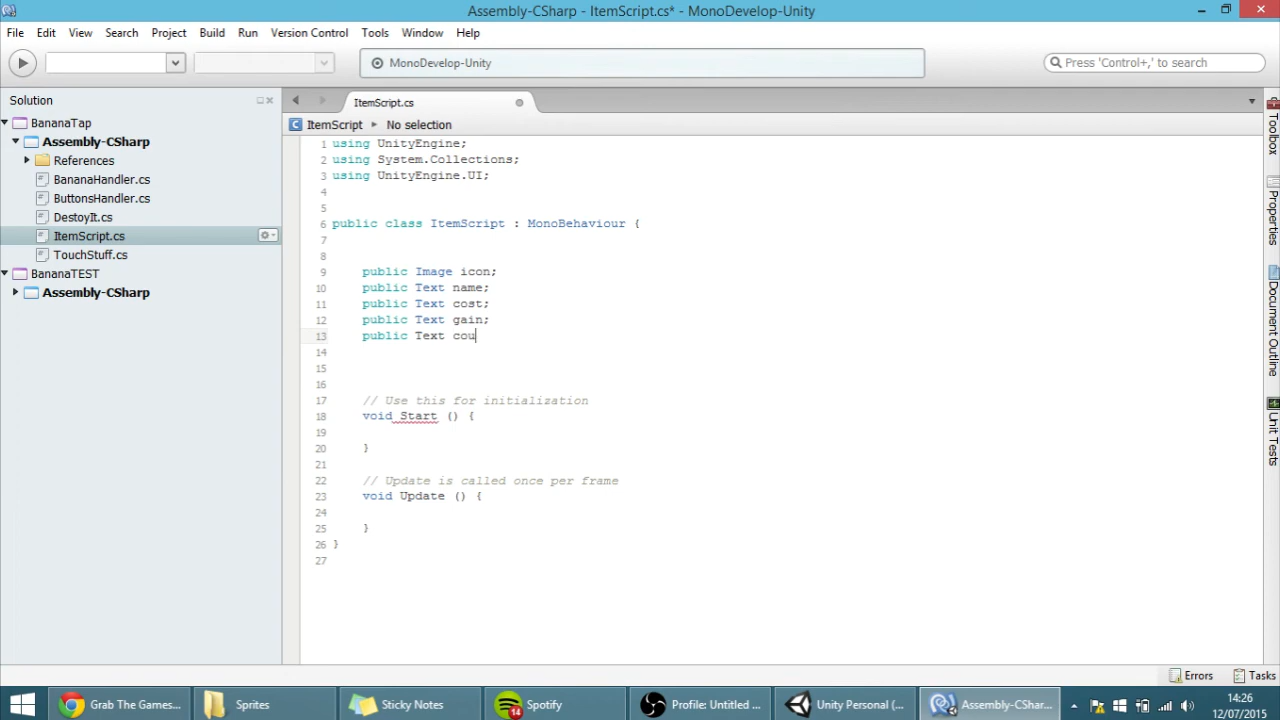 Assembly-CSharp - ItemScript.cs* - MonoDevelop-Unity
File Edit View Search Project Build Run Version Control Tools Window Help
MonoDevelop-Unity
Press 'Control+,' to search
Solution
BananaTap
Assembly-CSharp
References
BananaHandler.cs
ButtonsHandler.cs
DestoyIt.cs
ItemScript.cs
TouchStuff.cs
BananaTEST
Assembly-CSharp
ItemScript.cs
ItemScript No selection
1 using UnityEngine;
2 using System.Collections;
3 using UnityEngine.UI;
4
5
6 public class ItemScript : MonoBehaviour {
7
8
9 public Image icon;
10 public Text name;
11 public Text cost;
12 public Text gain;
13 public Text cou
14
15
16
17 // Use this for initialization
18 void Start () {
19
20 }
21
22 // Update is called once per frame
23 void Update () {
24
25 }
26 }
27
Toolbox
Properties
Document Outline
Unit Tests
Errors Tasks
Grab The Games... Sprites Sticky Notes 14 Spotify Profile: Untitled ... Unity Personal (... Assembly-CShar...
14:26
12/07/2015